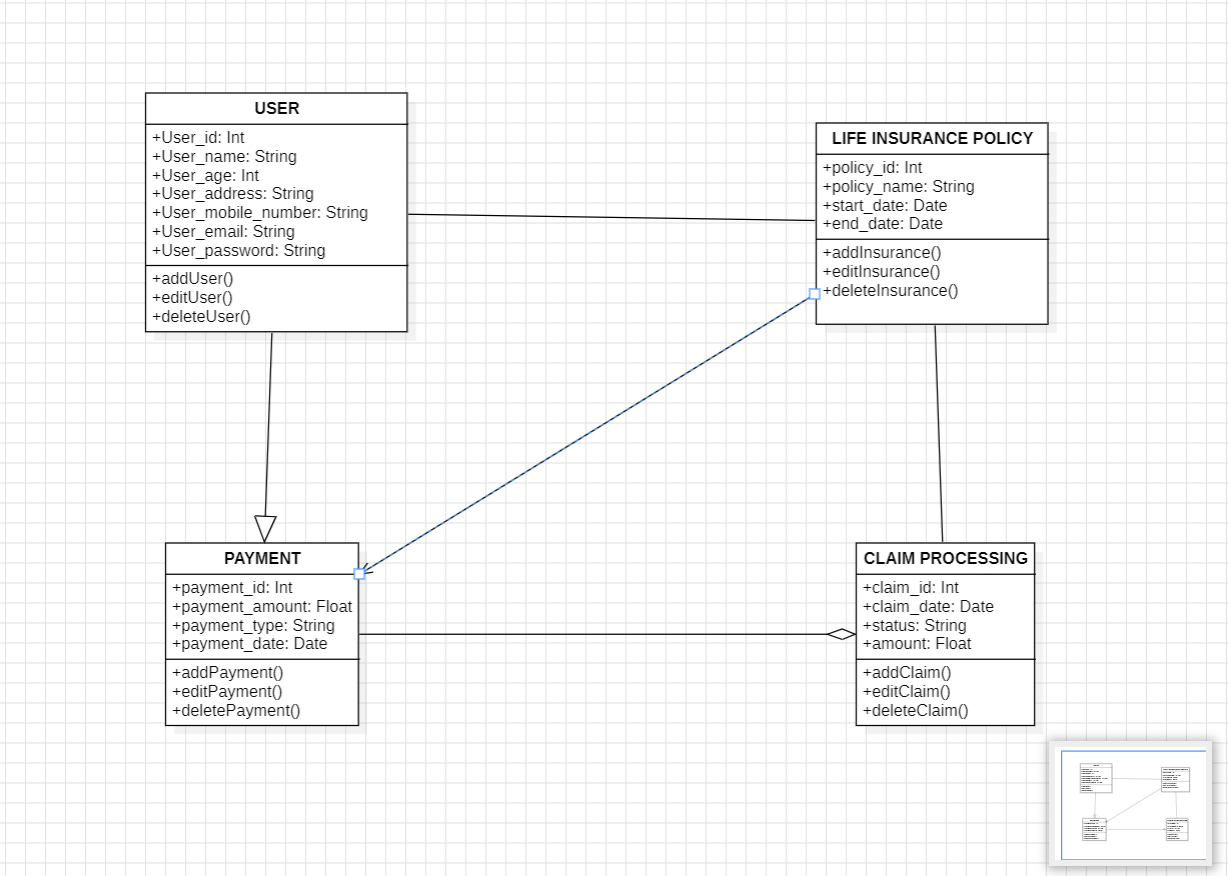 USER
+User_id: Int
+User_name: String
+User_age: Int
+User_address: String
+User_mobile_number: String
+User_email: String
+User_password: String
+addUser()
+editUser()
+deleteUser()
LIFE INSURANCE POLICY
+policy_id: Int
+policy_name: String
+start_date: Date
+end_date: Date
+addInsurance()
+editInsurance()
+deleteInsurance()
PAYMENT
+payment_id: Int
+payment_amount: Float
+payment_type: String
+payment_date: Date
+addPayment()
+editPayment()
+deletePayment()
CLAIM PROCESSING
+claim_id: Int
+claim_date: Date
+status: String
+amount: Float
+addClaim()
+editClaim()
+deleteClaim()